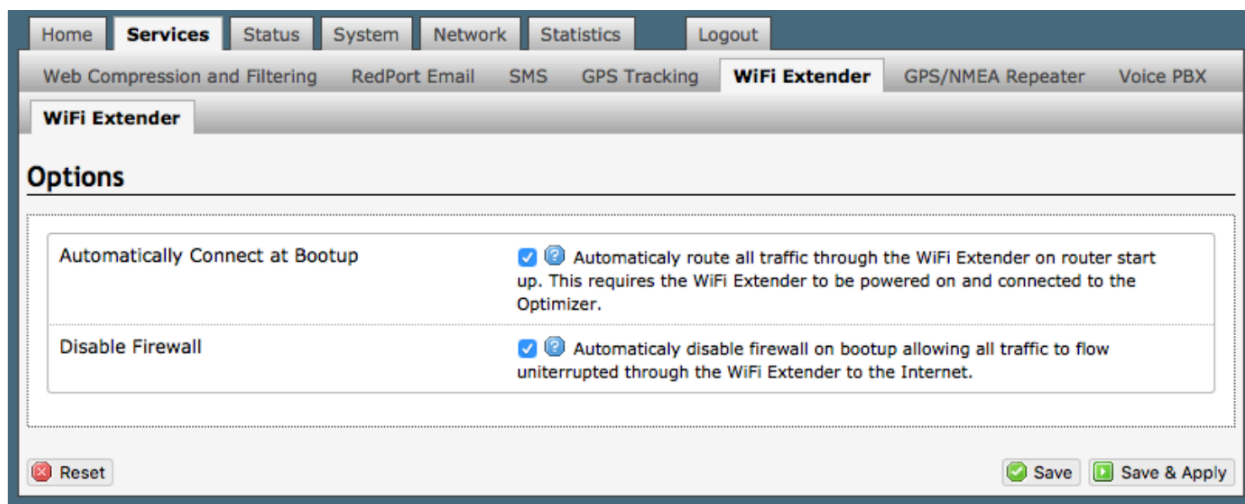 Home Services Status System Network Statistics Logout
Web Compression and Filtering RedPort Email SMS GPS Tracking WiFi Extender GPS/NMEA Repeater Voice PBX
WiFi Extender
Options
Automatically Connect at Bootup
? Automaticaly route all traffic through the WiFi Extender on router start
up. This requires the WiFi Extender to be powered on and connected to the
Optimizer.
Disable Firewall
? Automaticaly disable firewall on bootup allowing all traffic to flow
uniterrupted through the WiFi Extender to the Internet.
Reset Save Save & Apply